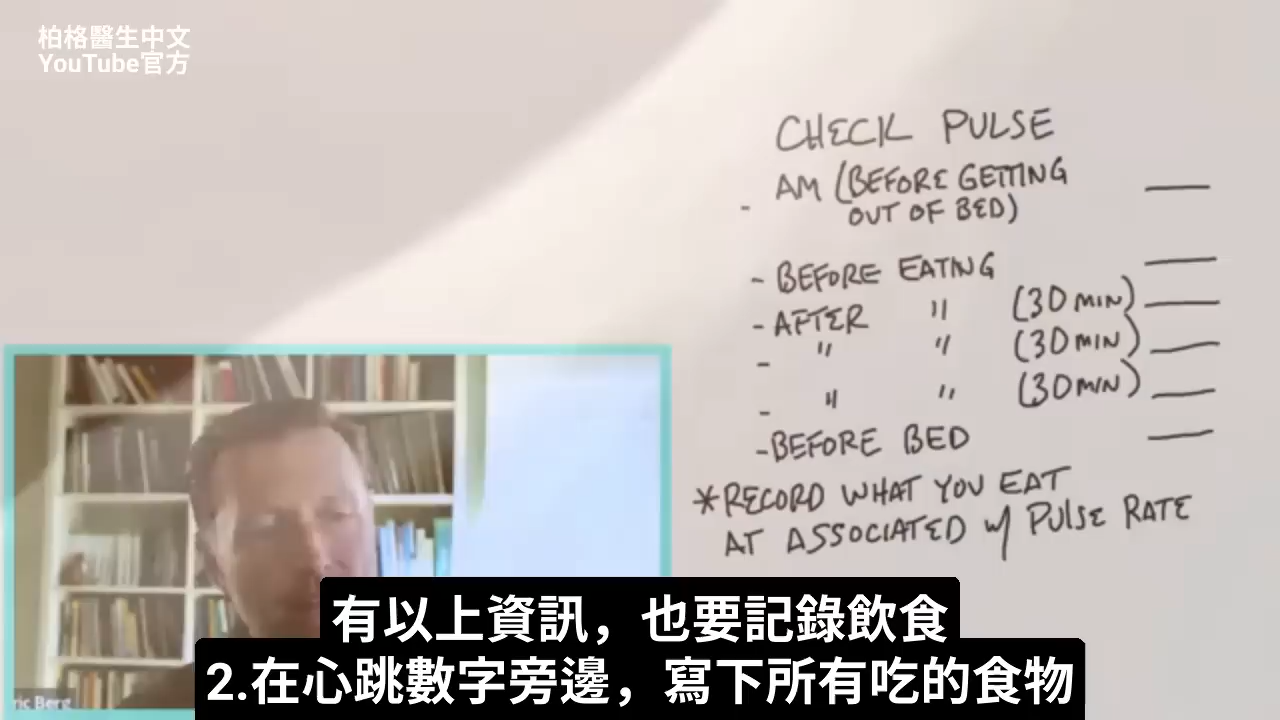 柏格醫生中文
YouTube官方
CHECK PULSE
- AM (BEFORE GETTING
OUT OF BED)
- BEFORE EATING
- AFTER " (30 MIN)
- " " (30 MIN)
- " " (30 MIN)
- BEFORE BED
*RECORD WHAT YOU EAT
AT ASSOCIATED w/ PULSE RATE
ric Berg
有以上資訊，也要記錄飲食
2.在心跳數字旁邊，寫下所有吃的食物